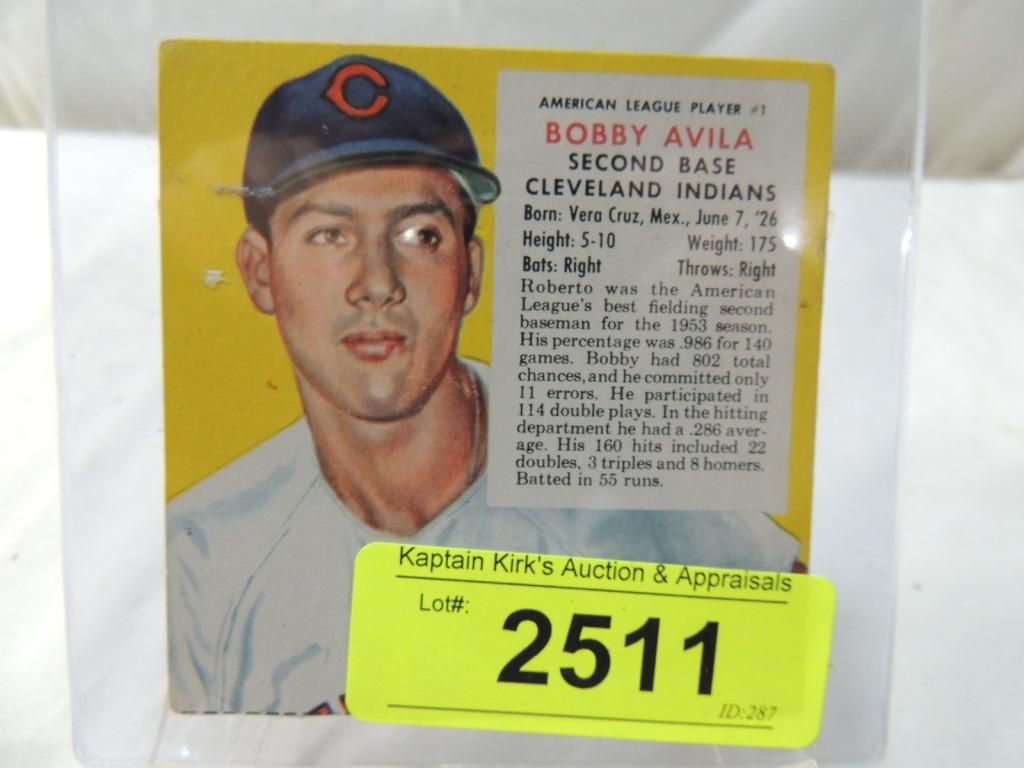 C
AMERICAN LEAGUE PLAYER #1
BOBBY AVILA
SECOND BASE
CLEVELAND INDIANS
Born: Vera Cruz, Mex., June 7, '26
Height: 5-10 Weight: 175
Bats: Right Throws: Right
Roberto was the American
League's best fielding second
baseman for the 1953 season.
His percentage was .986 for 140
games. Bobby had 802 total
chances, and he committed only
11 errors. He participated in
114 double plays. In the hitting
department he had a .286 aver-
age. His 160 hits included 22
doubles, 3 triples and 8 homers.
Batted in 55 runs.
Kaptain Kirk's Auction & Appraisals
Lot#:
2511
ID:287